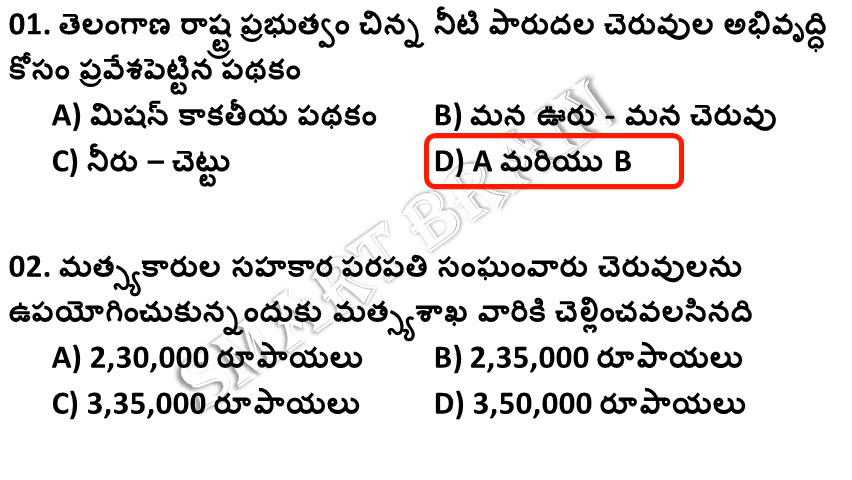 01. తెలంగాణ రాష్ట్ర ప్రభుత్వం చిన్న నీటి పారుదల చెరువుల అభివృద్ధి
కోసం ప్రవేశపెట్టిన పథకం
A) మిషన్ కాకతీయ పథకం B) మన ఊరు - మన చెరువు
C) నీరు – చెట్టు D) A మరియు B
02. మత్స్యకారుల సహకార పరపతి సంఘంవారు చెరువులను
ఉపయోగించుకున్నందుకు మత్స్యశాఖ వారికి చెల్లించవలసినది
A) 2,30,000 రూపాయలు B) 2,35,000 రూపాయలు
C) 3,35,000 రూపాయలు D) 3,50,000 రూపాయలు
SMART BRAIN